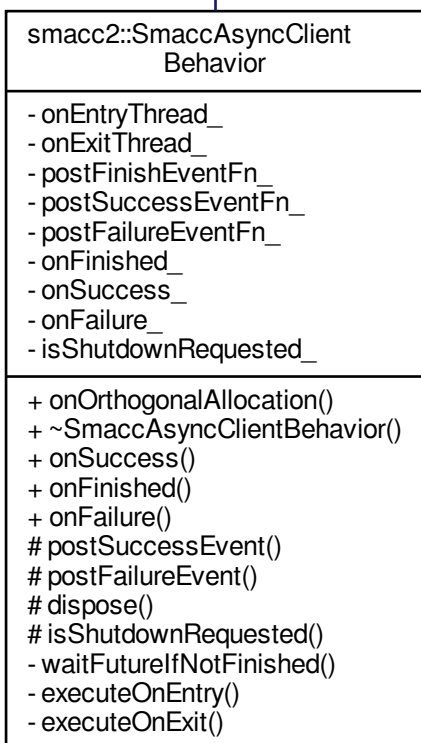 smacc2::SmaccAsyncClient
Behavior
- onEntryThread_
- onExitThread_
- postFinishEventFn_
- postSuccessEventFn_
- postFailureEventFn_
- onFinished_
- onSuccess_
- onFailure_
- isShutdownRequested_
+ onOrthogonalAllocation()
+ ~SmaccAsyncClientBehavior()
+ onSuccess()
+ onFinished()
+ onFailure()
# postSuccessEvent()
# postFailureEvent()
# dispose()
# isShutdownRequested()
- waitFutureIfNotFinished()
- executeOnEntry()
- executeOnExit()